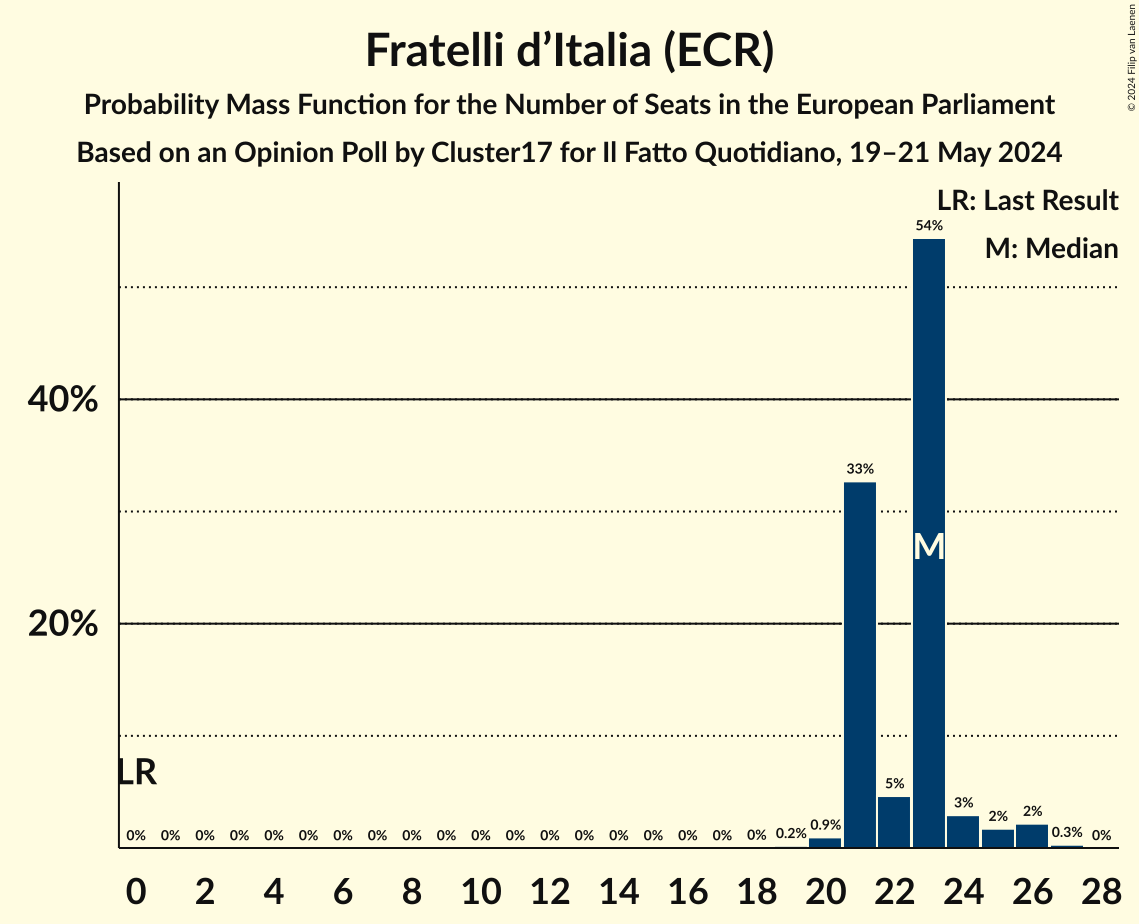 Fratelli d’Italia (ECR)
Probability Mass Function for the Number of Seats in the European Parliament
Based on an Opinion Poll by Cluster17 for Il Fatto Quotidiano, 19–21 May 2024
© 2024 Filip van Laenen
LR: Last Result
M: Median
54%
40%
33%
M
20%
LR
5%
3%
2%
2%
0% 0% 0% 0% 0% 0% 0% 0% 0% 0% 0% 0% 0% 0% 0% 0% 0% 0% 0% 0.2% 0.9% 0.3% 0%
0 2 4 6 8 10 12 14 16 18 20 22 24 26 28